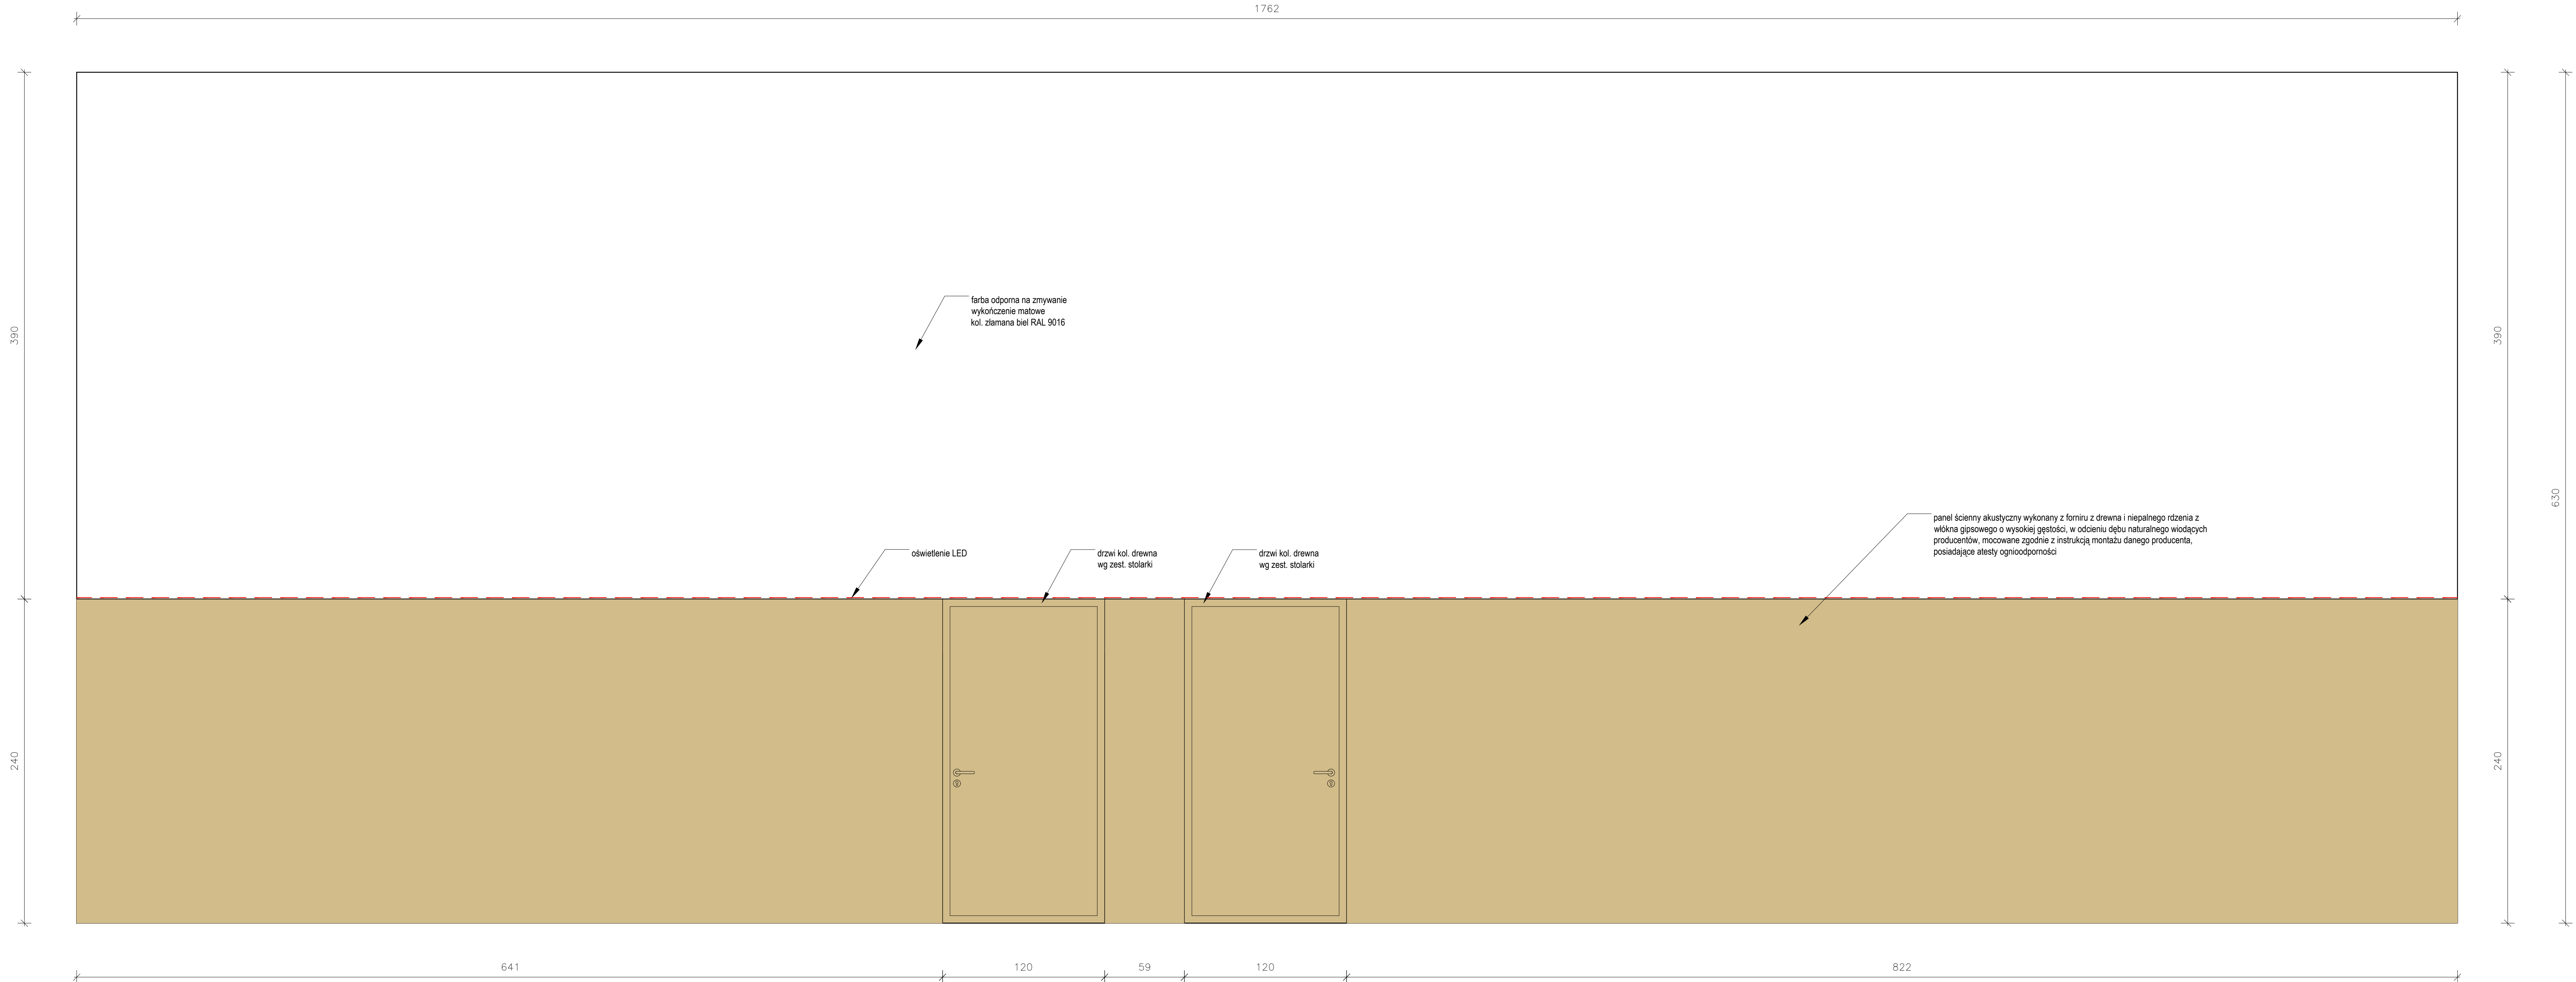 1762
390
390
630
farba odporna na zmywanie
wykończenie matowe
kol. złamana biel RAL 9016
panel ścienny akustyczny wykonany z forniru z drewna i niepalnego rdzenia z
włókna gipsowego o wysokiej gęstości, w odcieniu dębu naturalnego wiodących
producentów, mocowane zgodnie z instrukcją montażu danego producenta,
posiadające atesty ognioodporności
oświetlenie LED
drzwi kol. drewna
wg zest. stolarki
drzwi kol. drewna
wg zest. stolarki
240
240
641
120
59
120
822